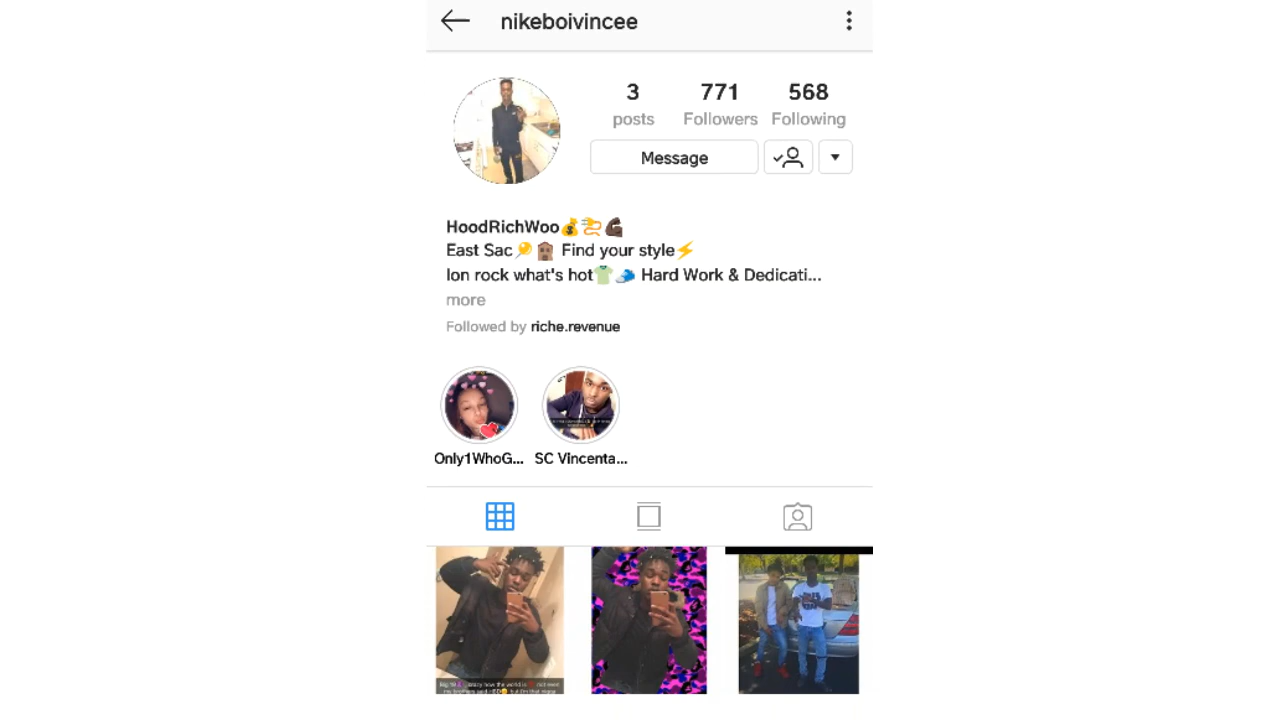 nikeboivincee
3 771 568
posts Followers Following
Message
HoodRichWoo💰🔌💪🏿
East Sac📍🏚 Find your style⚡
Ion rock what's hot👕🧢 Hard Work & Dedicati...
more
Followed by riche.revenue
Only1WhoG... SC Vincenta...